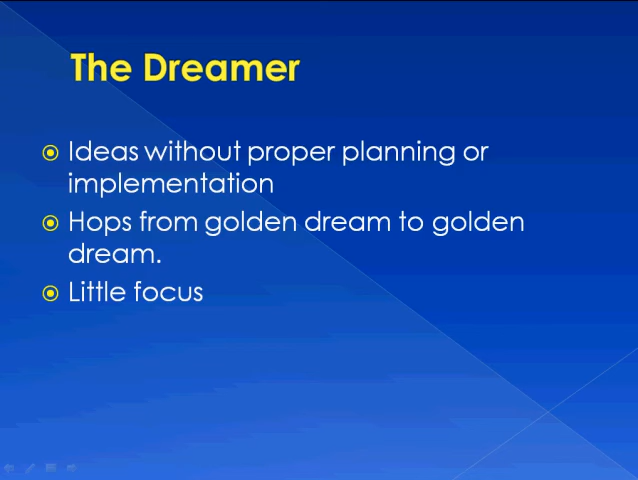 The Dreamer
Ideas without proper planning or
implementation
Hops from golden dream to golden
dream.
Little focus